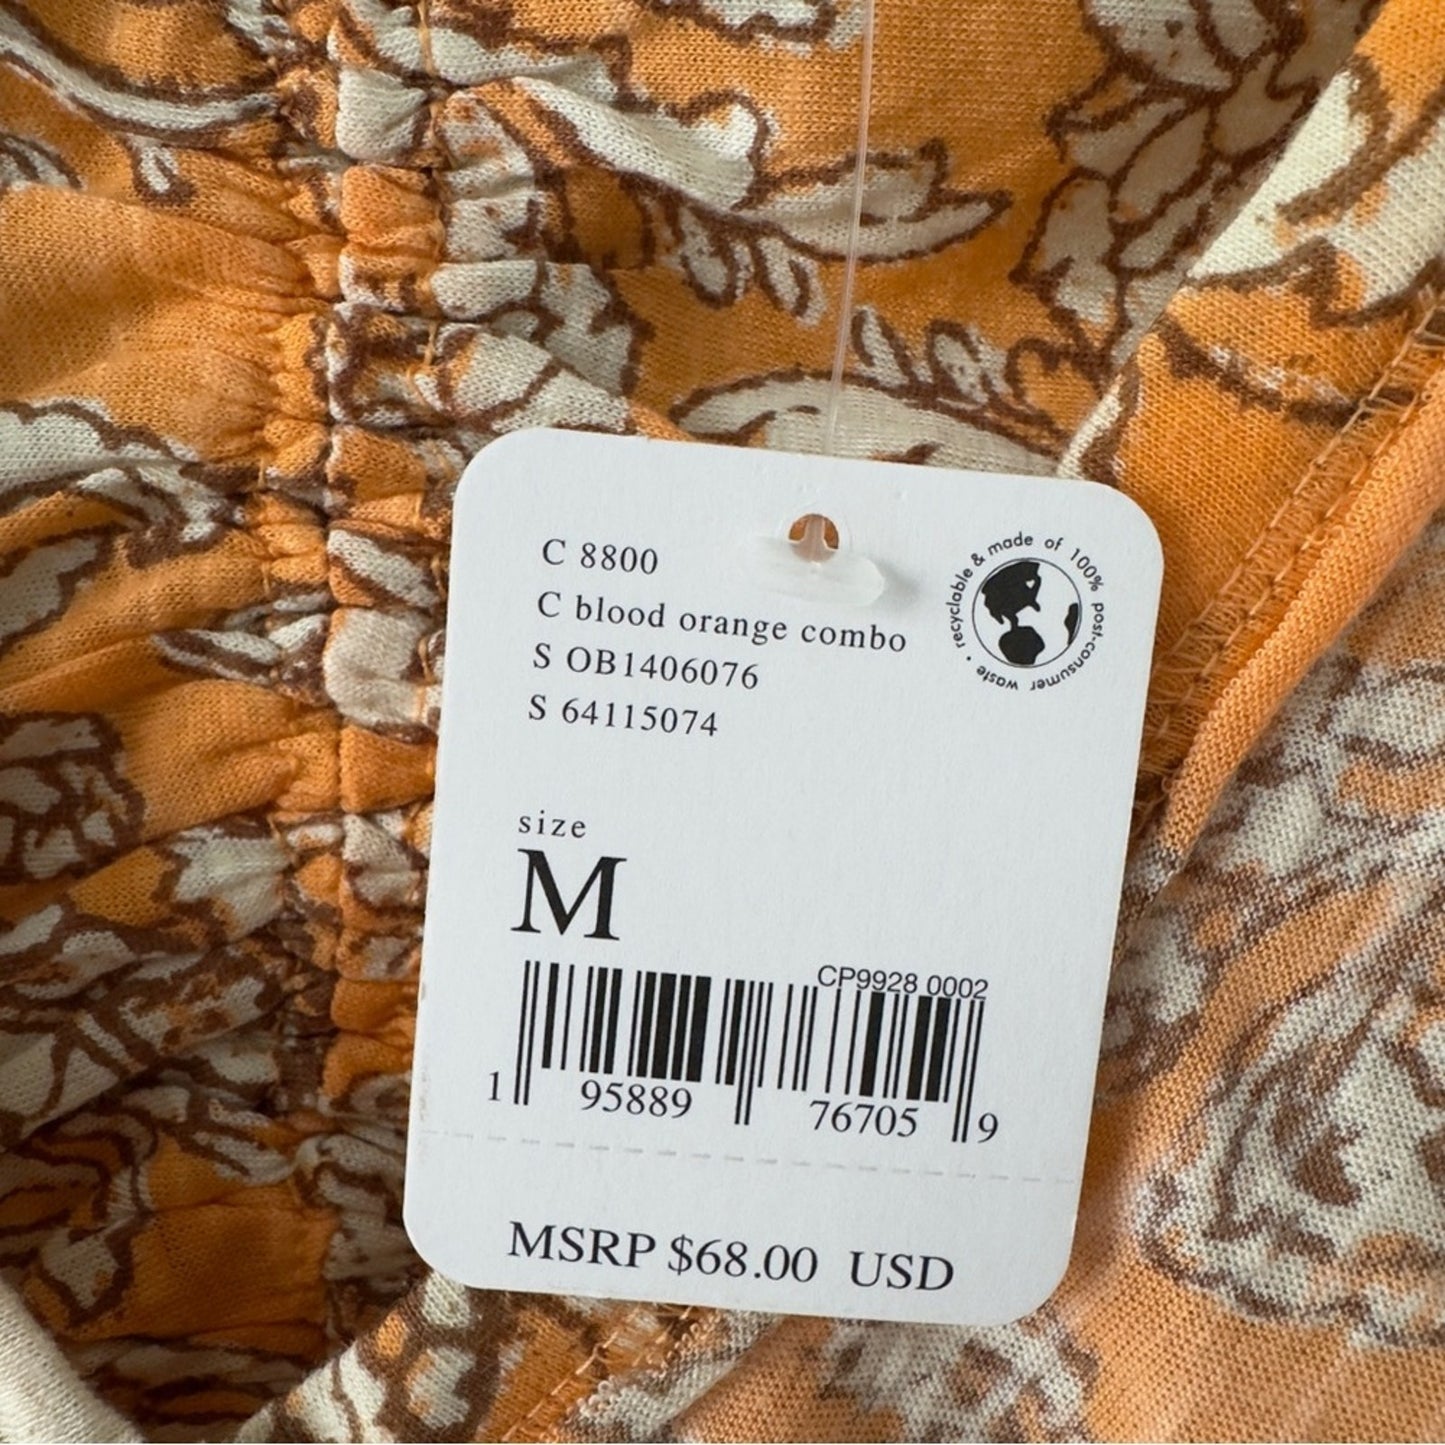 C 8800
C blood orange combo
S OB1406076
S 64115074
recyclable & made of 100% post-consumer waste •
size
M
CP9928 0002
1 95889 76705 9
MSRP $68.00 USD